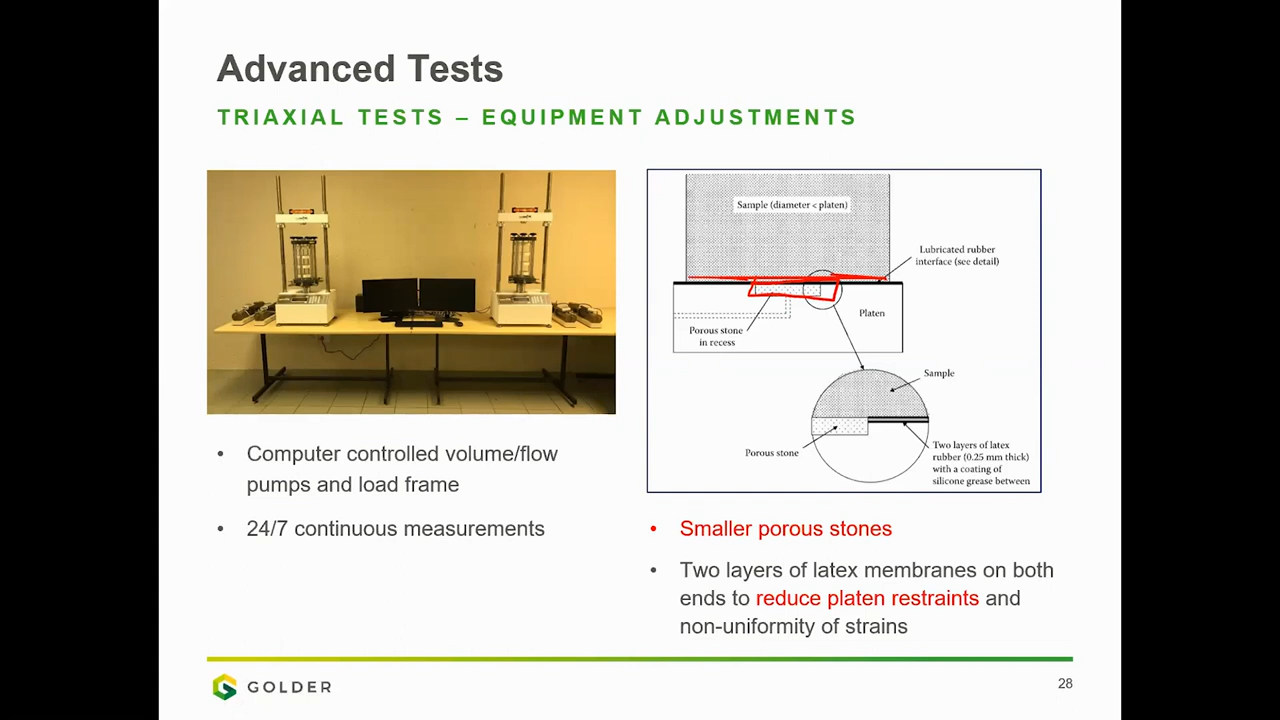 Advanced Tests
TRIAXIAL TESTS – EQUIPMENT ADJUSTMENTS
Sample (diameter < platen)
Lubricated rubber
interface (see detail)
Platen
Porous stone
in recess
Sample
Porous stone
Two layers of latex
rubber (0.25 mm thick)
with a coating of
silicone grease between
• Computer controlled volume/flow
pumps and load frame
• 24/7 continuous measurements
• Smaller porous stones
• Two layers of latex membranes on both
ends to reduce platen restraints and
non-uniformity of strains
GOLDER
28